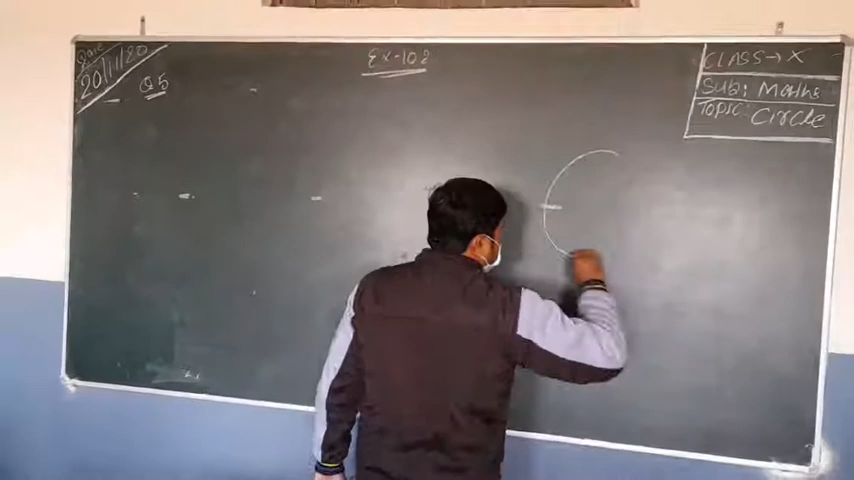 Date
20/11/20
Q5
Ex-10.2
CLASS → X
Sub: Maths
Topic: Circle